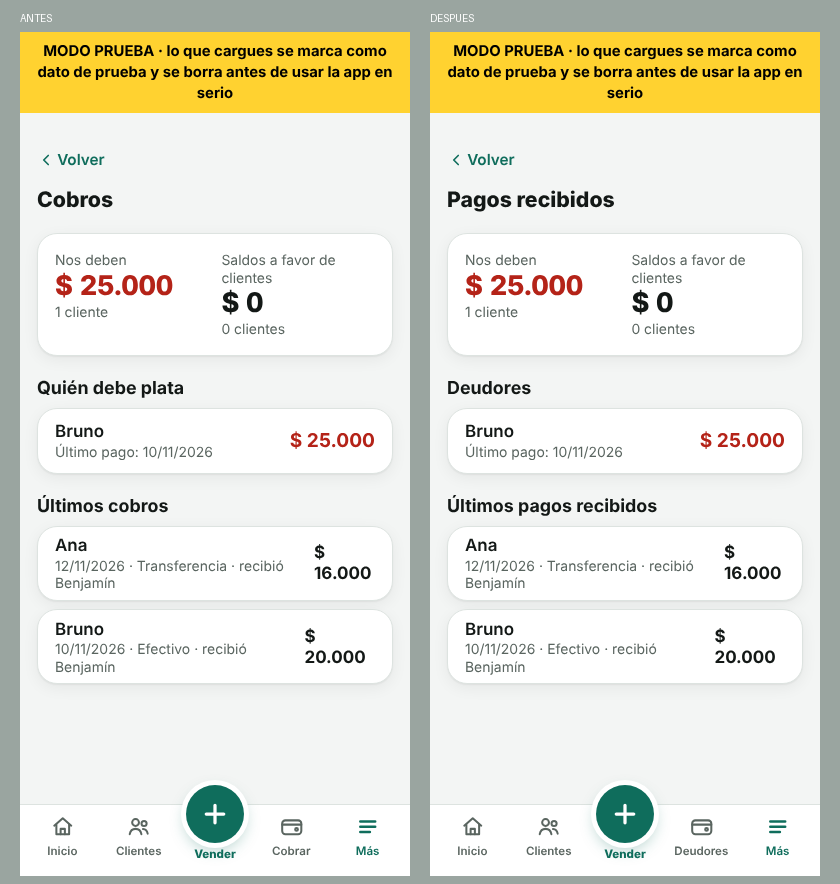 ANTES
MODO PRUEBA · lo que cargues se marca como
dato de prueba y se borra antes de usar la app en
serio
Volver
Cobros
Nos deben
$ 25.000
1 cliente
Saldos a favor de
clientes
$ 0
0 clientes
Quién debe plata
Bruno
Último pago: 10/11/2026
$ 25.000
Últimos cobros
Ana
12/11/2026 · Transferencia · recibió
Benjamín
$
16.000
Bruno
10/11/2026 · Efectivo · recibió
Benjamín
$
20.000
Inicio
Clientes
Vender
Cobrar
Más
DESPUES
MODO PRUEBA · lo que cargues se marca como
dato de prueba y se borra antes de usar la app en
serio
Volver
Pagos recibidos
Nos deben
$ 25.000
1 cliente
Saldos a favor de
clientes
$ 0
0 clientes
Deudores
Bruno
Último pago: 10/11/2026
$ 25.000
Últimos pagos recibidos
Ana
12/11/2026 · Transferencia · recibió
Benjamín
$
16.000
Bruno
10/11/2026 · Efectivo · recibió
Benjamín
$
20.000
Inicio
Clientes
Vender
Deudores
Más